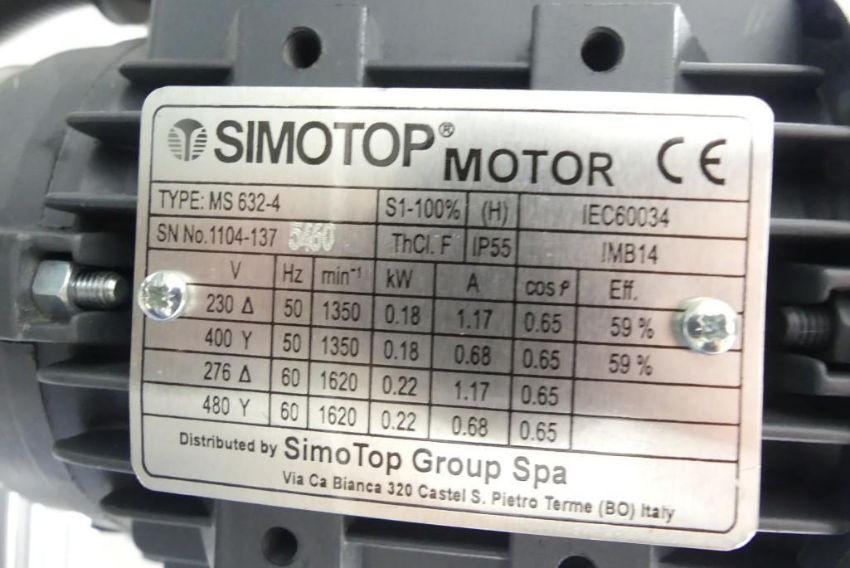 SIMOTOP® MOTOR CE
TYPE: MS 632-4 S1-100% (H) IEC60034
SN No.1104-137 5460 ThCl. F IP55 IMB14
V Hz min⁻¹ kW A cos φ Eff.
230 Δ 50 1350 0.18 1.17 0.65 59 %
400 Y 50 1350 0.18 0.68 0.65 59 %
276 Δ 60 1620 0.22 1.17 0.65
480 Y 60 1620 0.22 0.68 0.65
Distributed by SimoTop Group Spa
Via Ca Bianca 320 Castel S. Pietro Terme (BO) Italy